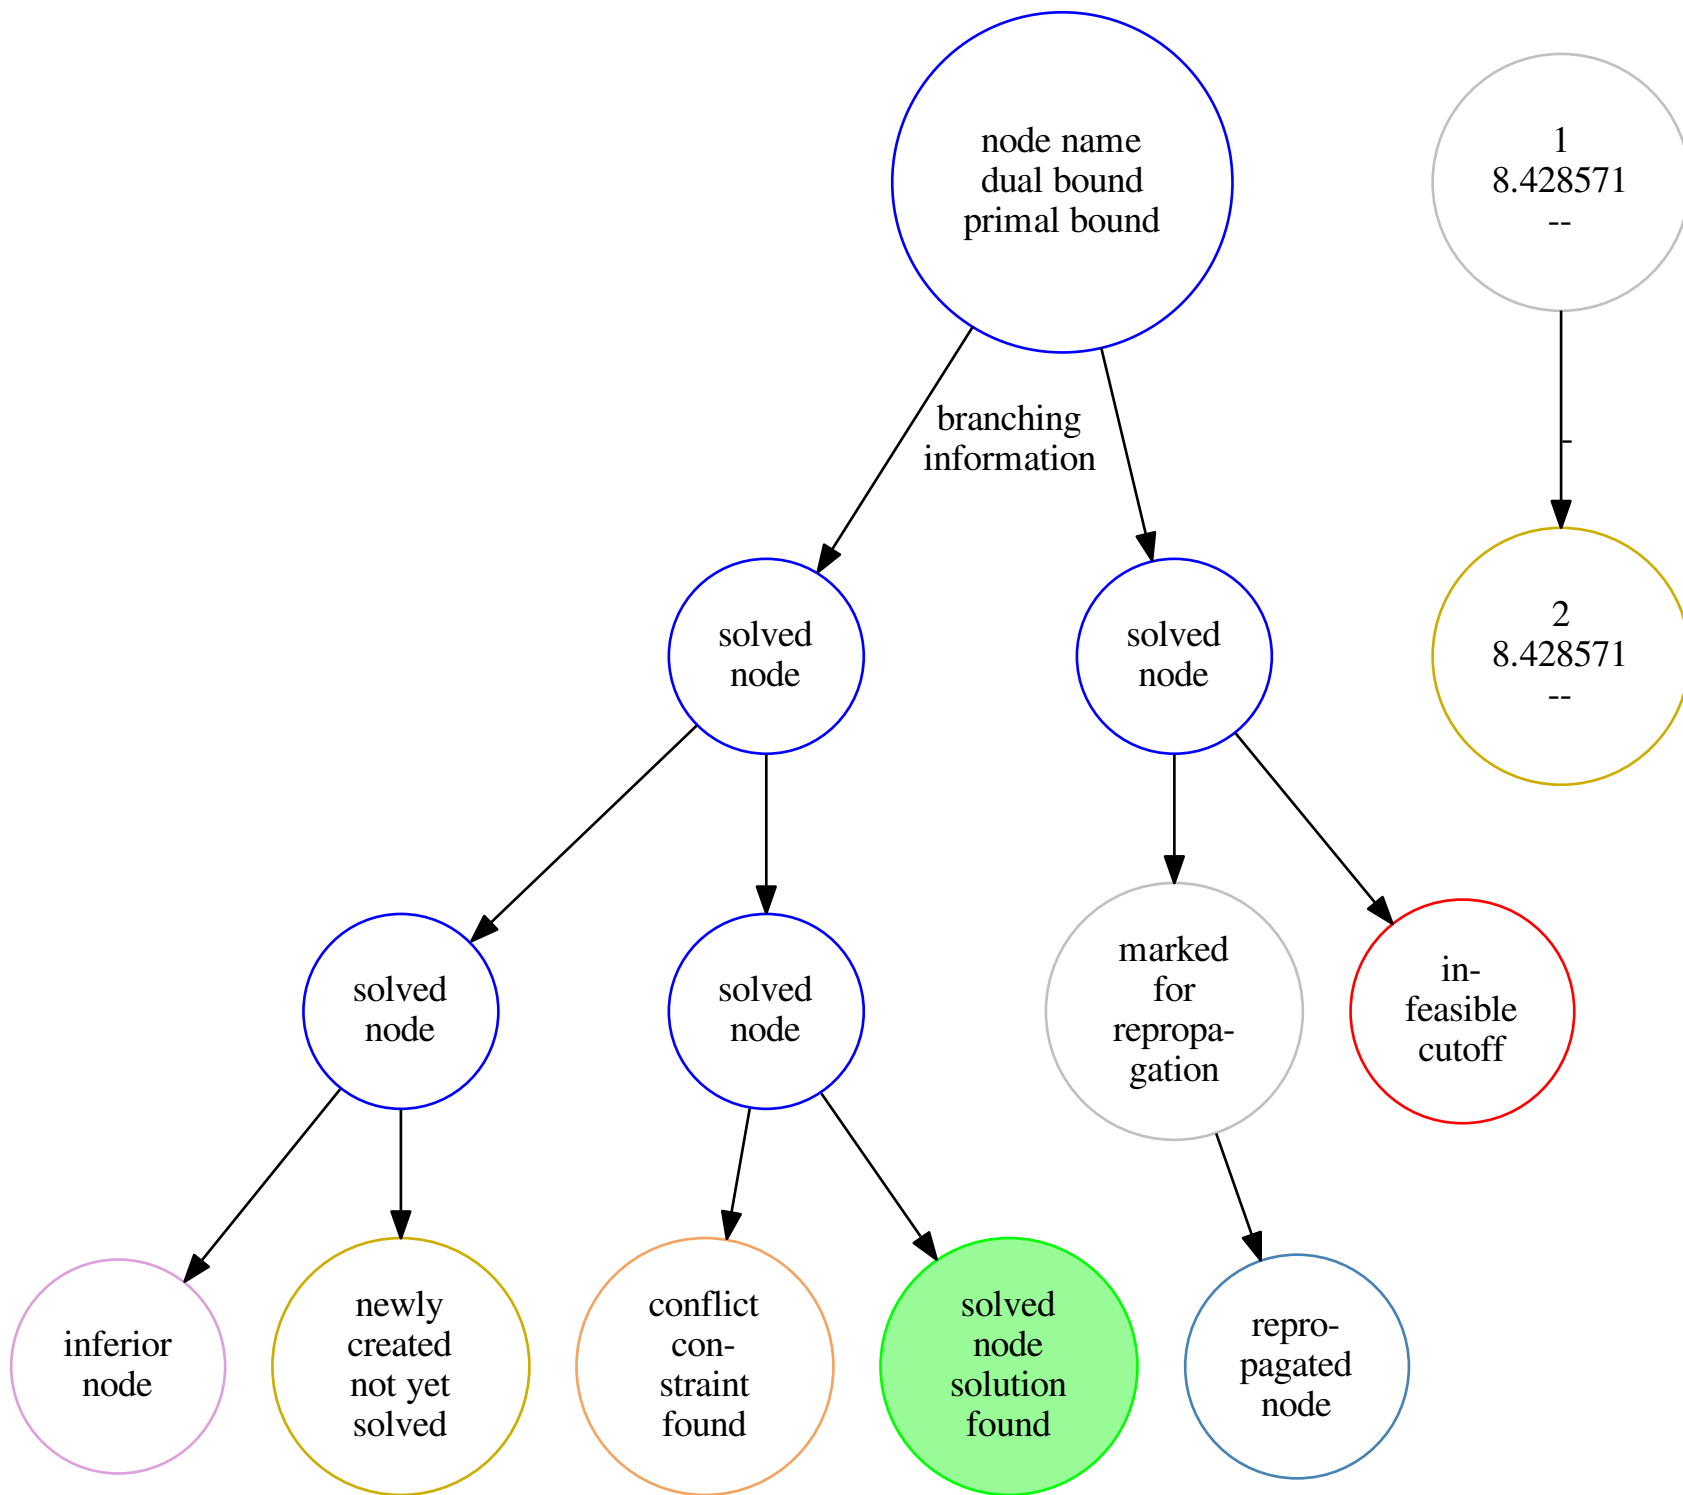 node name
dual bound
primal bound
1
8.428571
--
branching
information
-
solved
node
solved
node
2
8.428571
--
solved
node
solved
node
marked
for
repropa-
gation
in-
feasible
cutoff
inferior
node
newly
created
not yet
solved
conflict
con-
straint
found
solved
node
solution
found
repro-
pagated
node